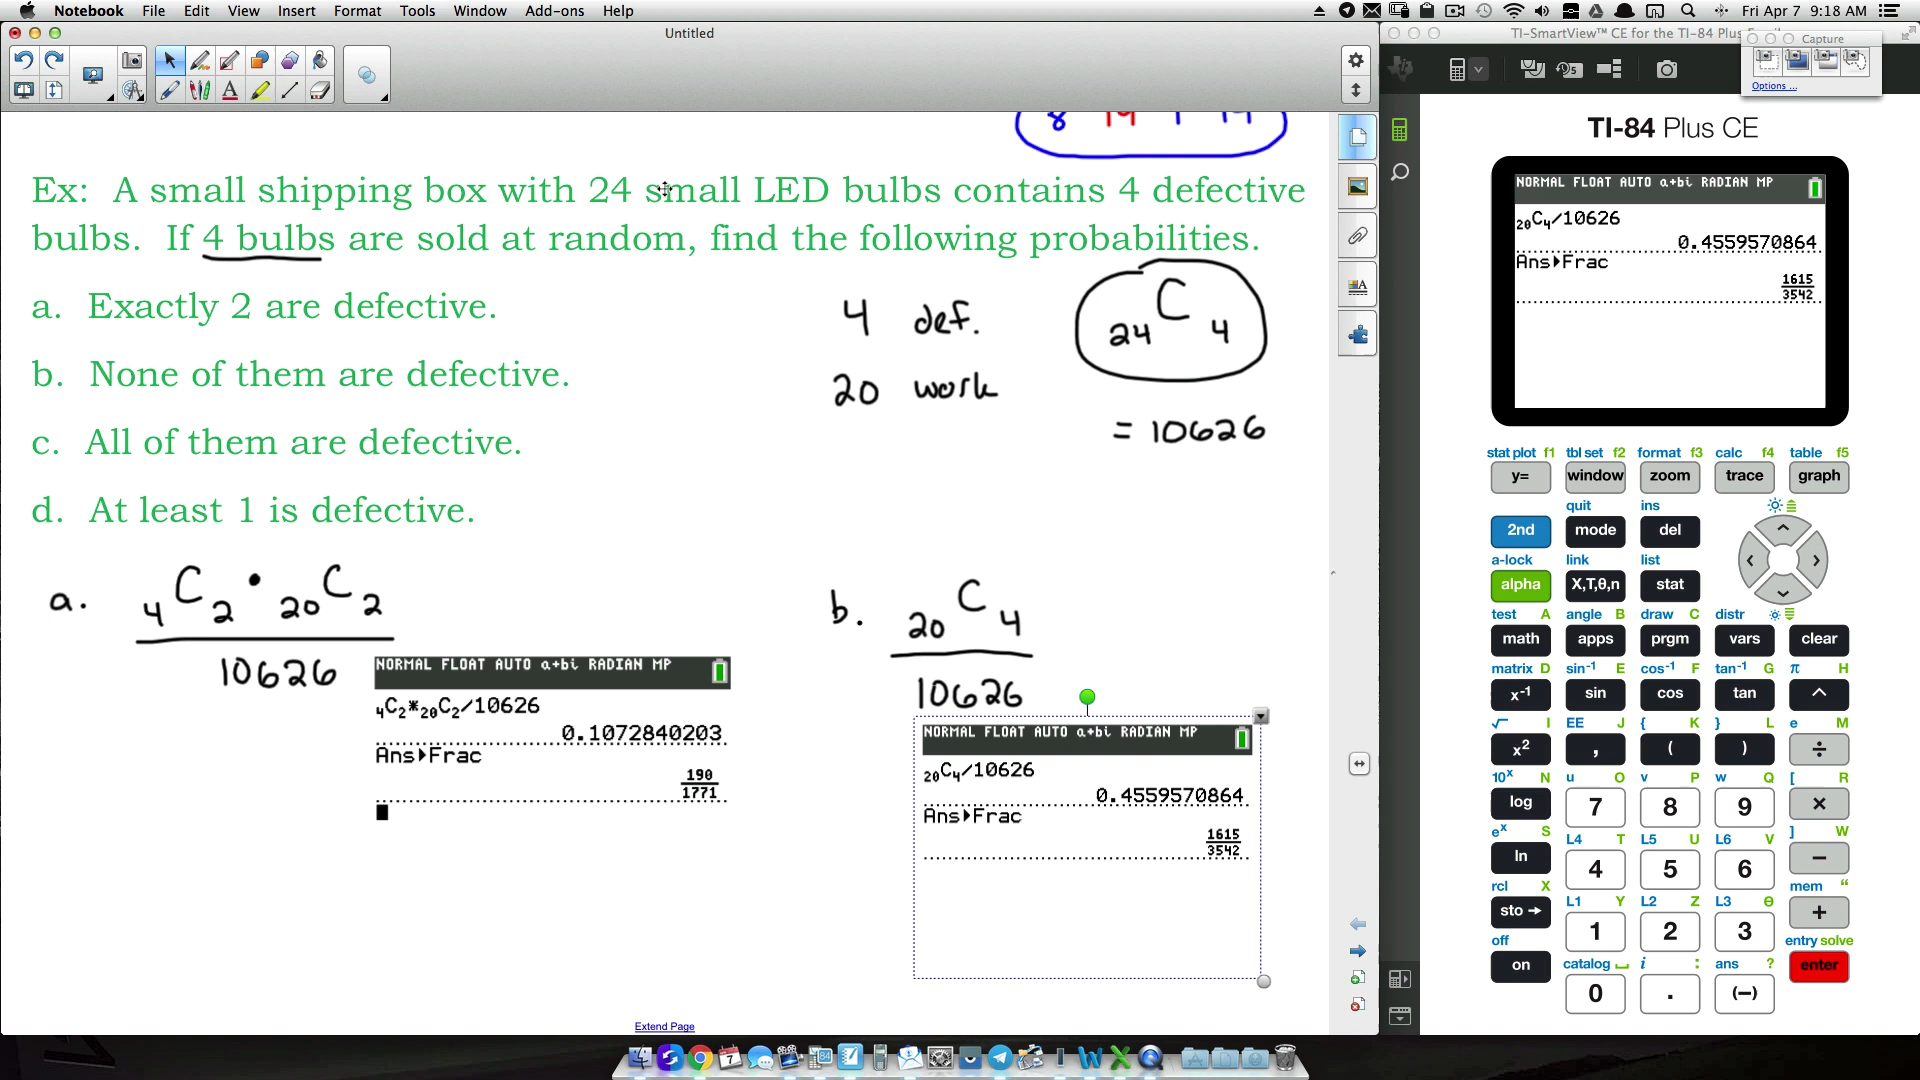 Notebook File Edit View Insert Format Tools Window Add-ons Help
Fri Apr 7 9:18 AM
Untitled
TI-SmartView™ CE for the TI-84 Plus
Capture
Options ...
Ex: A small shipping box with 24 small LED bulbs contains 4 defective
bulbs. If 4 bulbs are sold at random, find the following probabilities.
a. Exactly 2 are defective.
b. None of them are defective.
c. All of them are defective.
d. At least 1 is defective.
4 def.
20 work
24 C 4
= 10626
a. 4 C 2 • 20 C 2
10626
NORMAL FLOAT AUTO a+bi RADIAN MP
4C2*20C2/10626
0.1072840203
Ans▸Frac
190
1771
b. 20 C 4
10626
NORMAL FLOAT AUTO a+bi RADIAN MP
20C4/10626
0.4559570864
Ans▸Frac
1615
3542
Extend Page
TI-84 Plus CE
NORMAL FLOAT AUTO a+bi RADIAN MP
20C4/10626
0.4559570864
Ans▸Frac
1615
3542
stat plot f1 tbl set f2 format f3 calc f4 table f5
y= window zoom trace graph
quit ins
2nd mode del
a-lock link list
alpha X,T,θ,n stat
test A angle B draw C distr
math apps prgm vars clear
matrix D sin-1 E cos-1 F tan-1 G π H
x-1 sin cos tan ^
√ I EE J { K } L e M
x2 , ( ) ÷
10x N u O v P w Q [ R
log 7 8 9 ×
ex S L4 T L5 U L6 V ] W
ln 4 5 6 −
rcl X L1 Y L2 Z L3 θ mem "
sto → 1 2 3 +
off catalog i : ans ? entry solve
on 0 . (−) enter